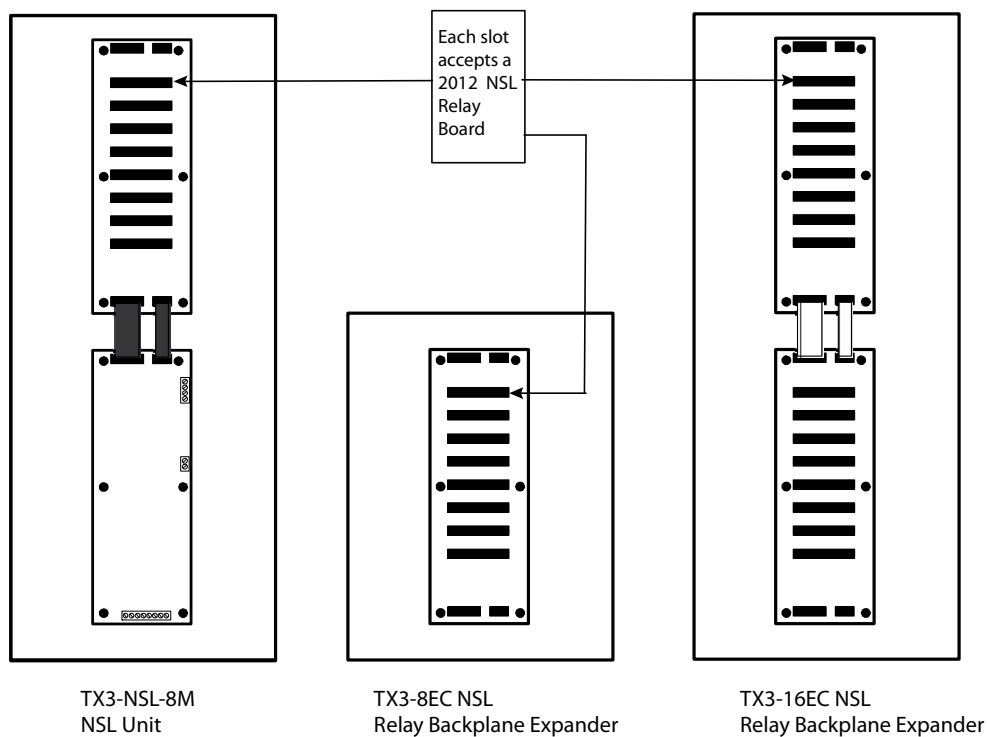 Each slot
accepts a
2012 NSL
Relay
Board
TX3-NSL-8M
NSL Unit
TX3-8EC NSL
Relay Backplane Expander
TX3-16EC NSL
Relay Backplane Expander